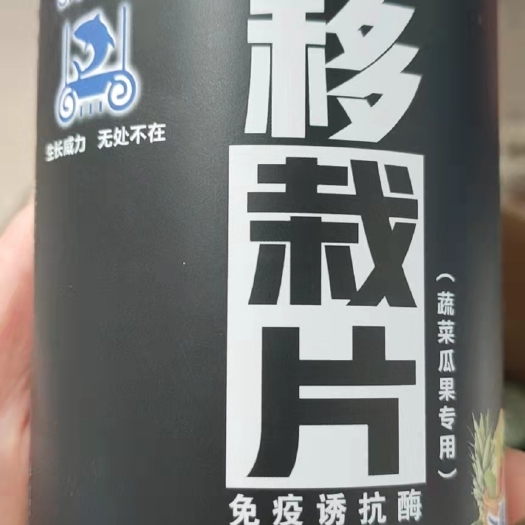 生长威力 无处不在
移栽片
(蔬菜瓜果专用)
免疫诱抗酶